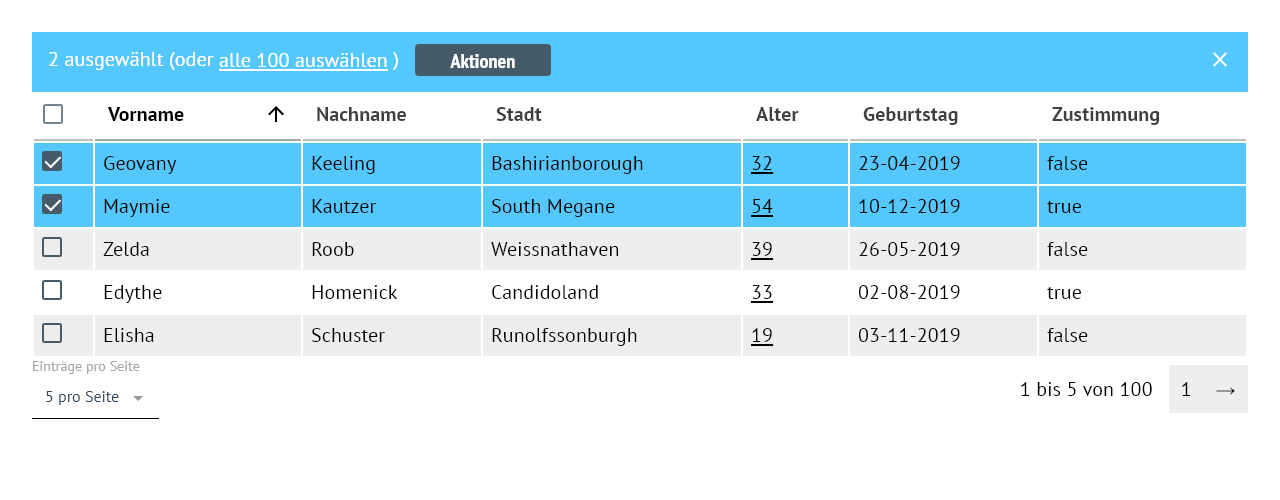 2 ausgewählt (oder alle 100 auswählen ) Aktionen ×
Vorname ↑ Nachname Stadt Alter Geburtstag Zustimmung
Geovany Keeling Bashirianborough 32 23-04-2019 false
Maymie Kautzer South Megane 54 10-12-2019 true
Zelda Roob Weissnathaven 39 26-05-2019 false
Edythe Homenick Candidoland 33 02-08-2019 true
Elisha Schuster Runolfssonburgh 19 03-11-2019 false
Einträge pro Seite
5 pro Seite 1 bis 5 von 100 1 →